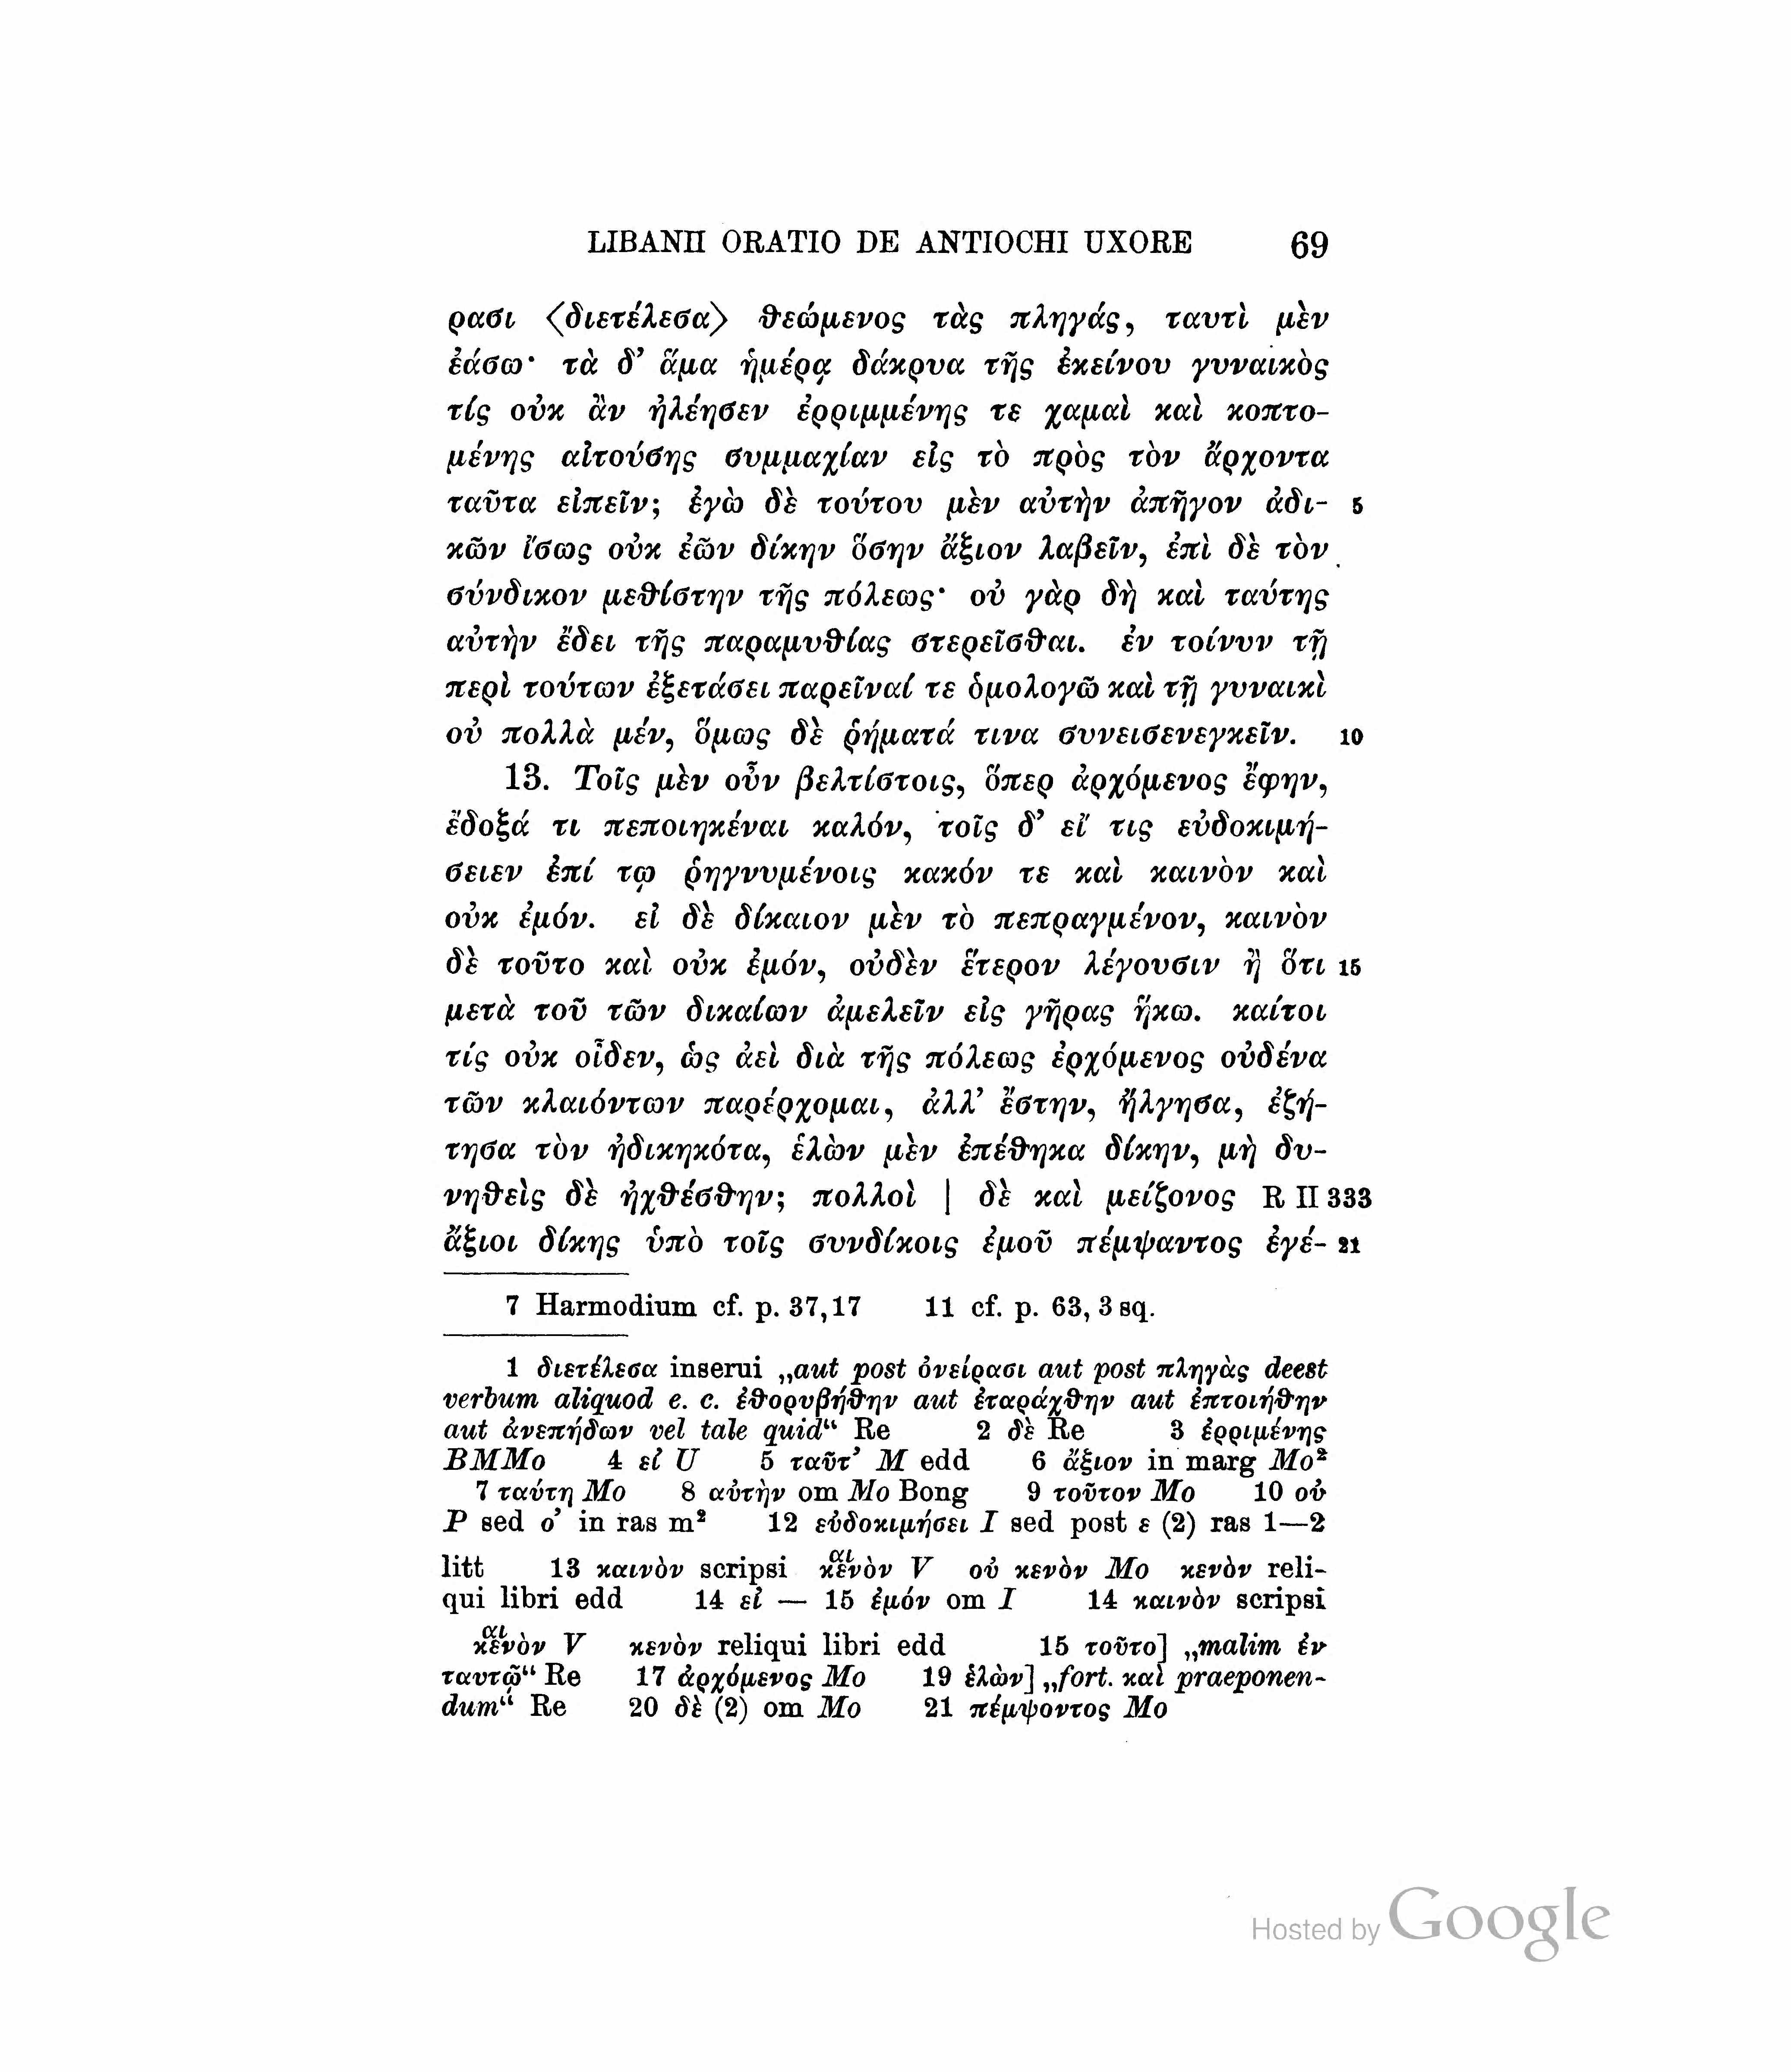 LIBANII ORATIO DE ANTIOCHI UXORE 69
ρασι 〈διετέλεσα〉 θεώμενος τὰς πληγάς, ταυτὶ μὲν
ἐάσω· τὰ δ’ ἅμα ἡμέρᾳ δάκρυα τῆς ἐκείνου γυναικὸς
τίς οὐκ ἂν ἠλέησεν ἐρριμμένης τε χαμαὶ καὶ κοπτο-
μένης αἰτούσης συμμαχίαν εἰς τὸ πρὸς τὸν ἄρχοντα
ταῦτα εἰπεῖν; ἐγὼ δὲ τούτου μὲν αὐτὴν ἀπῆγον ἀδι- 5
κῶν ἴσως οὐκ ἐῶν δίκην ὅσην ἄξιον λαβεῖν, ἐπὶ δὲ τὸν
σύνδικον μεθίστην τῆς πόλεως· οὐ γὰρ δὴ καὶ ταύτης
αὐτὴν ἔδει τῆς παραμυθίας στερεῖσθαι. ἐν τοίνυν τῇ
περὶ τούτων ἐξετάσει παρεῖναί τε ὁμολογῶ καὶ τῇ γυναικὶ
οὐ πολλὰ μέν, ὅμως δὲ ῥήματά τινα συνεισενεγκεῖν. 10
13. Τοῖς μὲν οὖν βελτίστοις, ὅπερ ἀρχόμενος ἔφην,
ἔδοξά τι πεποιηκέναι καλόν, τοῖς δ’ εἴ τις εὐδοκιμή-
σειεν ἐπί τῳ ῥηγνυμένοις κακόν τε καὶ καινὸν καὶ
οὐκ ἐμόν. εἰ δὲ δίκαιον μὲν τὸ πεπραγμένον, καινὸν
δὲ τοῦτο καὶ οὐκ ἐμόν, οὐδὲν ἕτερον λέγουσιν ἢ ὅτι 15
μετὰ τοῦ τῶν δικαίων ἀμελεῖν εἰς γῆρας ἥκω. καίτοι
τίς οὐκ οἶδεν, ὡς ἀεὶ διὰ τῆς πόλεως ἐρχόμενος οὐδένα
τῶν κλαιόντων παρέρχομαι, ἀλλ’ ἔστην, ἤλγησα, ἐζή-
τησα τὸν ἠδικηκότα, ἑλὼν μὲν ἐπέθηκα δίκην, μὴ δυ-
νηθεὶς δὲ ἠχθέσθην; πολλοὶ | δὲ καὶ μείζονος R II 333
ἄξιοι δίκης ὑπὸ τοῖς συνδίκοις ἐμοῦ πέμψαντος ἐγέ- 21
7 Harmodium cf. p. 37,17 11 cf. p. 63, 3 sq.
1 διετέλεσα inserui „aut post ὀνείρασι aut post πληγὰς deest
verbum aliquod e. c. ἐθορυβήθην aut ἐταράχθην aut ἐπτοιήθην
aut ἀνεπήδων vel tale quid“ Re 2 δὲ Re 3 ἐρριμένης
BMMo 4 εἰ U 5 ταῦτ’ M edd 6 ἄξιον in marg Mo²
7 ταύτῃ Mo 8 αὐτὴν om Mo Bong 9 τοῦτον Mo 10 οὐ
P sed ο’ in ras m² 12 εὐδοκιμήσει I sed post ε (2) ras 1—2
litt 13 καινὸν scripsi κεαινὸν V οὐ κενὸν Mo κενὸν reli-
qui libri edd 14 εἰ — 15 ἐμόν om I 14 καινὸν scripsi
κεαινὸν V κενὸν reliqui libri edd 15 τοῦτο] „malim ἐν
ταυτῷ“ Re 17 ἀρχόμενος Mo 19 ἑλὼν] „fort. καὶ praeponen-
dum“ Re 20 δὲ (2) om Mo 21 πέμψοντος Mo
Hosted by Google